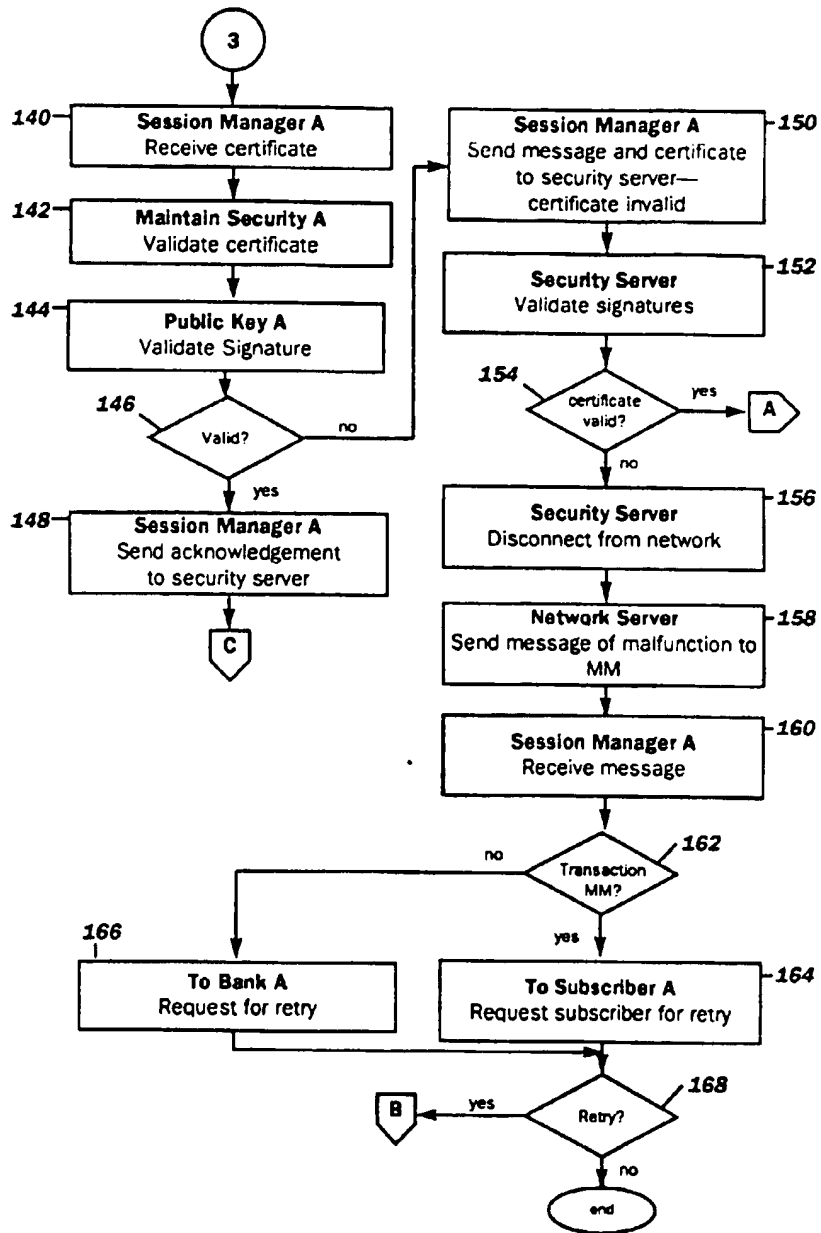 3
140
Session Manager A
Receive certificate
142
Maintain Security A
Validate certificate
144
Public Key A
Validate Signature
146
Valid?
no
yes
148
Session Manager A
Send acknowledgement
to security server
C
150
Session Manager A
Send message and certificate
to security server—
certificate invalid
152
Security Server
Validate signatures
154
certificate
valid?
yes
A
no
156
Security Server
Disconnect from network
158
Network Server
Send message of malfunction to
MM
160
Session Manager A
Receive message
162
Transaction
MM?
no
yes
166
To Bank A
Request for retry
164
To Subscriber A
Request subscriber for retry
168
Retry?
yes
B
no
end